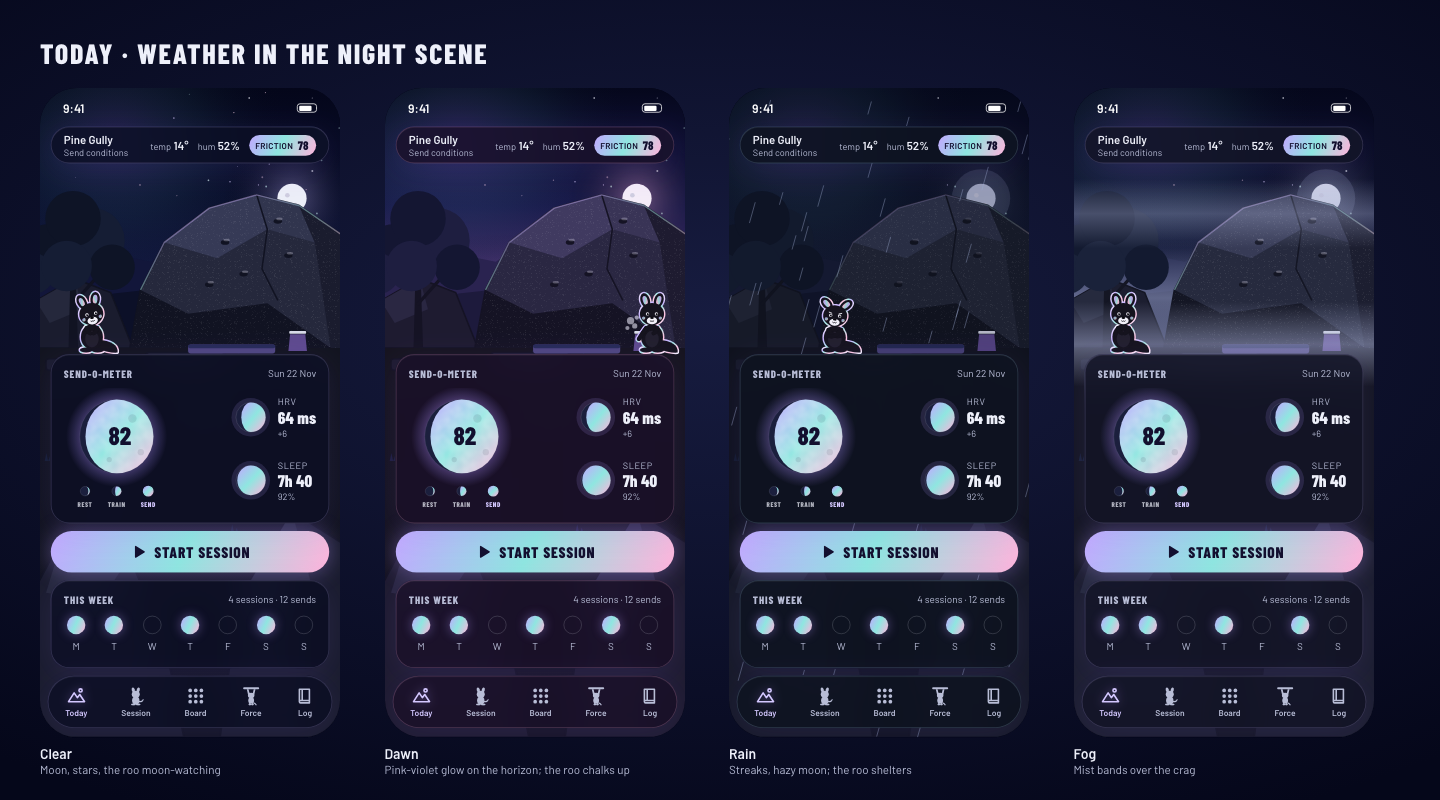 TODAY · WEATHER IN THE NIGHT SCENE
9:41
Pine Gully
Send conditions
temp 14° hum 52% FRICTION 78
SEND-O-METER Sun 22 Nov
82
HRV
64 ms
+6
SLEEP
7h 40
92%
REST TRAIN SEND
START SESSION
THIS WEEK 4 sessions · 12 sends
M T W T F S S
Today Session Board Force Log
Clear
Moon, stars, the roo moon-watching
9:41
Pine Gully
Send conditions
temp 14° hum 52% FRICTION 78
SEND-O-METER Sun 22 Nov
82
HRV
64 ms
+6
SLEEP
7h 40
92%
REST TRAIN SEND
START SESSION
THIS WEEK 4 sessions · 12 sends
M T W T F S S
Today Session Board Force Log
Dawn
Pink-violet glow on the horizon; the roo chalks up
9:41
Pine Gully
Send conditions
temp 14° hum 52% FRICTION 78
SEND-O-METER Sun 22 Nov
82
HRV
64 ms
+6
SLEEP
7h 40
92%
REST TRAIN SEND
START SESSION
THIS WEEK 4 sessions · 12 sends
M T W T F S S
Today Session Board Force Log
Rain
Streaks, hazy moon; the roo shelters
9:41
Pine Gully
Send conditions
temp 14° hum 52% FRICTION 78
SEND-O-METER Sun 22 Nov
82
HRV
64 ms
+6
SLEEP
7h 40
92%
REST TRAIN SEND
START SESSION
THIS WEEK 4 sessions · 12 sends
M T W T F S S
Today Session Board Force Log
Fog
Mist bands over the crag